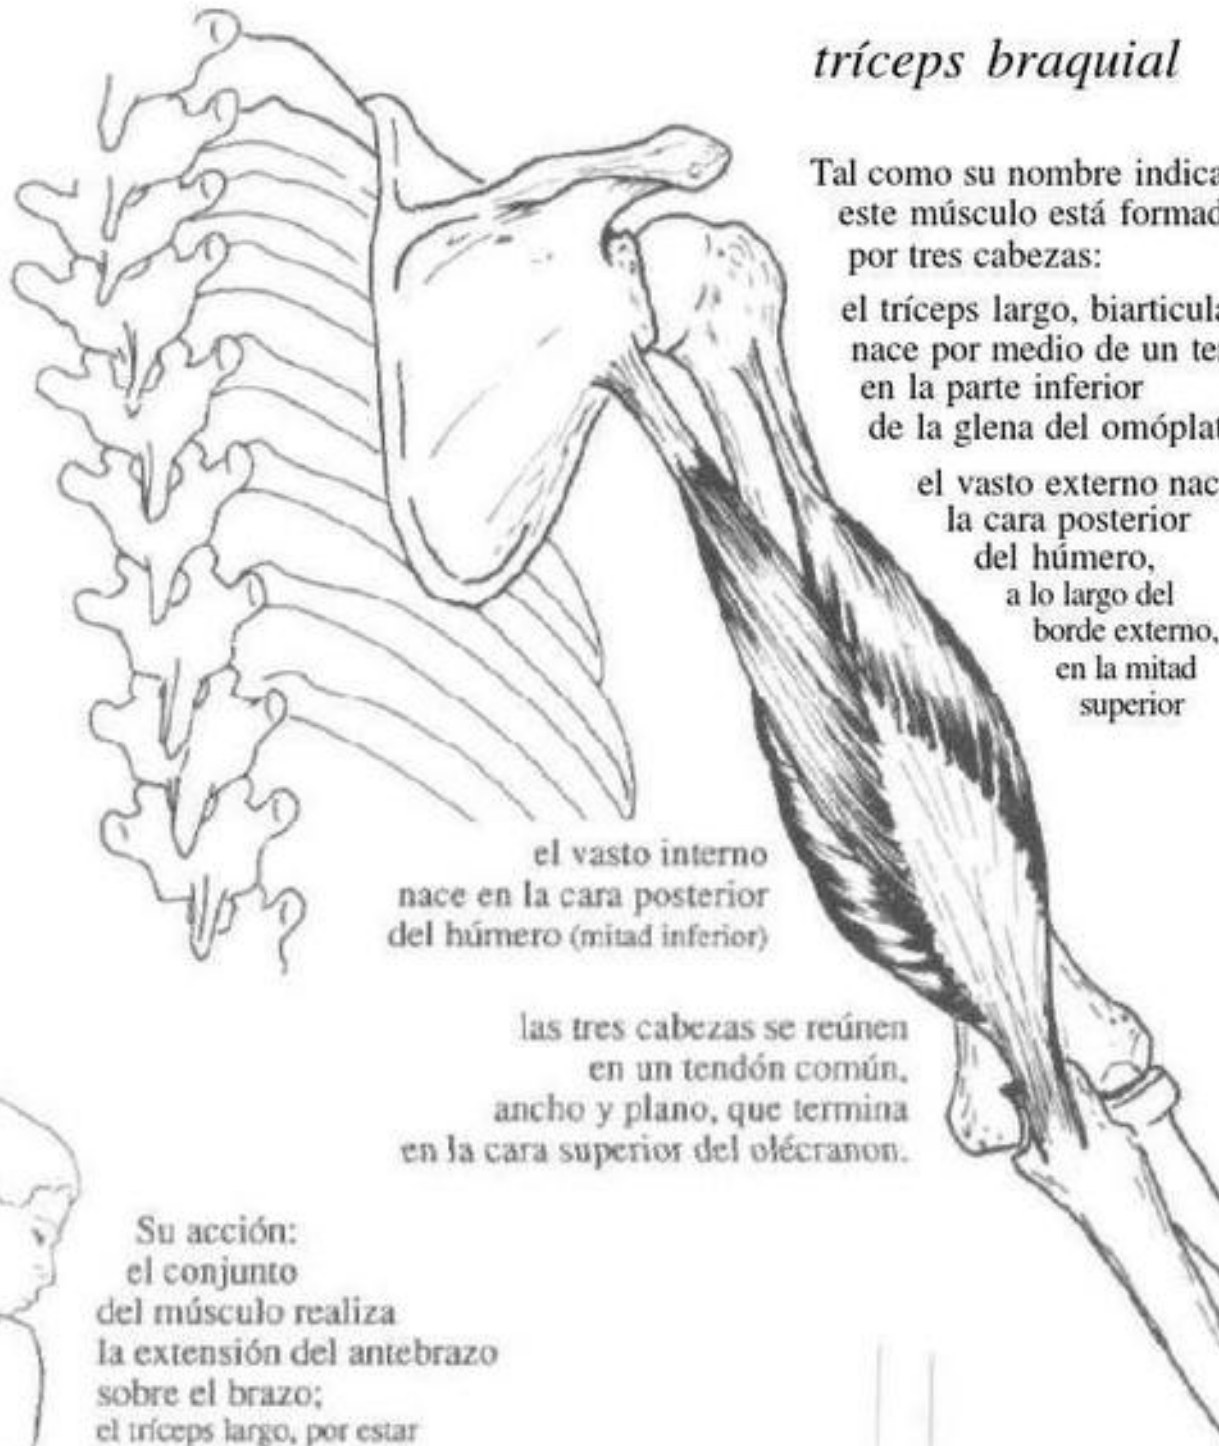 tríceps braquial
Tal como su nombre indica
este músculo está formad
por tres cabezas:
el tríceps largo, biarticula
nace por medio de un te
en la parte inferior
de la glena del omóplat
el vasto externo nac
la cara posterior
del húmero,
a lo largo del
borde externo,
en la mitad
superior
el vasto interno
nace en la cara posterior
del húmero (mitad inferior)
las tres cabezas se reúnen
en un tendón común,
ancho y plano, que termina
en la cara superior del olécranon.
Su acción:
el conjunto
del músculo realiza
la extensión del antebrazo
sobre el brazo;
el tríceps largo, por estar